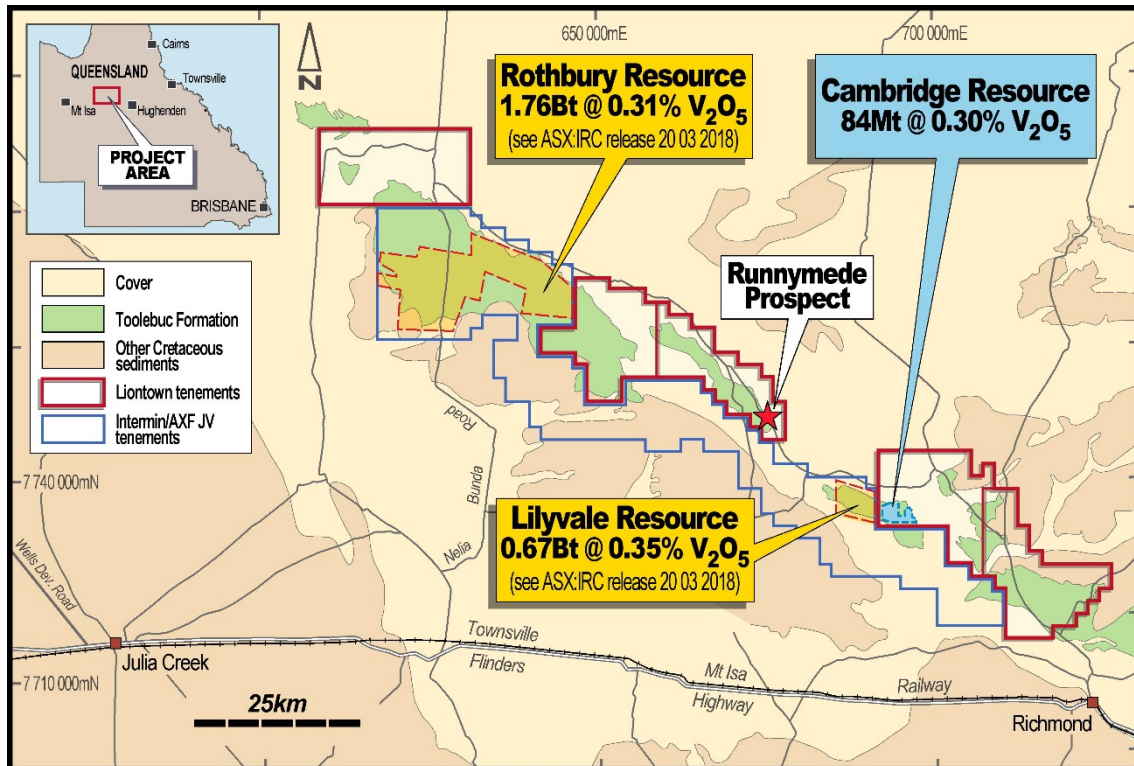 650 000mE
700 000mE
Cairns
QUEENSLAND
Townsville
Mt Isa
Hughenden
PROJECT
AREA
BRISBANE
N
Rothbury Resource
1.76Bt @ 0.31% V₂O₅
(see ASX:IRC release 20 03 2018)
Cambridge Resource
84Mt @ 0.30% V₂O₅
Cover
Toolebuc Formation
Other Cretaceous
sediments
Liontown tenements
Intermin/AXF JV
tenements
Runnymede
Prospect
Road
Bunda
Nelia
7 740 000mN
Lilyvale Resource
0.67Bt @ 0.35% V₂O₅
(see ASX:IRC release 20 03 2018)
Wells Dev. Road
Julia Creek
Townsville
Flinders
Mt Isa
Highway
Railway
7 710 000mN
25km
Richmond